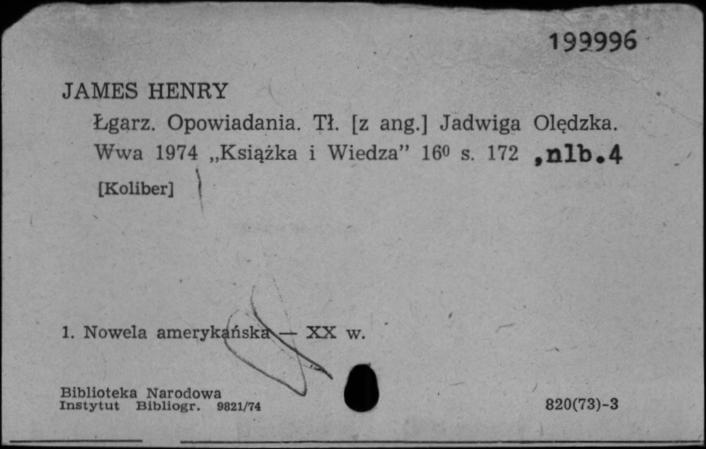 199996
JAMES HENRY
Łgarz. Opowiadania. Tł. [z ang.] Jadwiga Olędzka.
Wwa 1974 „Książka i Wiedza” 16⁰ s. 172 ,nlb.4
[Koliber]
1. Nowela amerykańska — XX w.
Biblioteka Narodowa
Instytut Bibliogr. 9821/74
820(73)-3